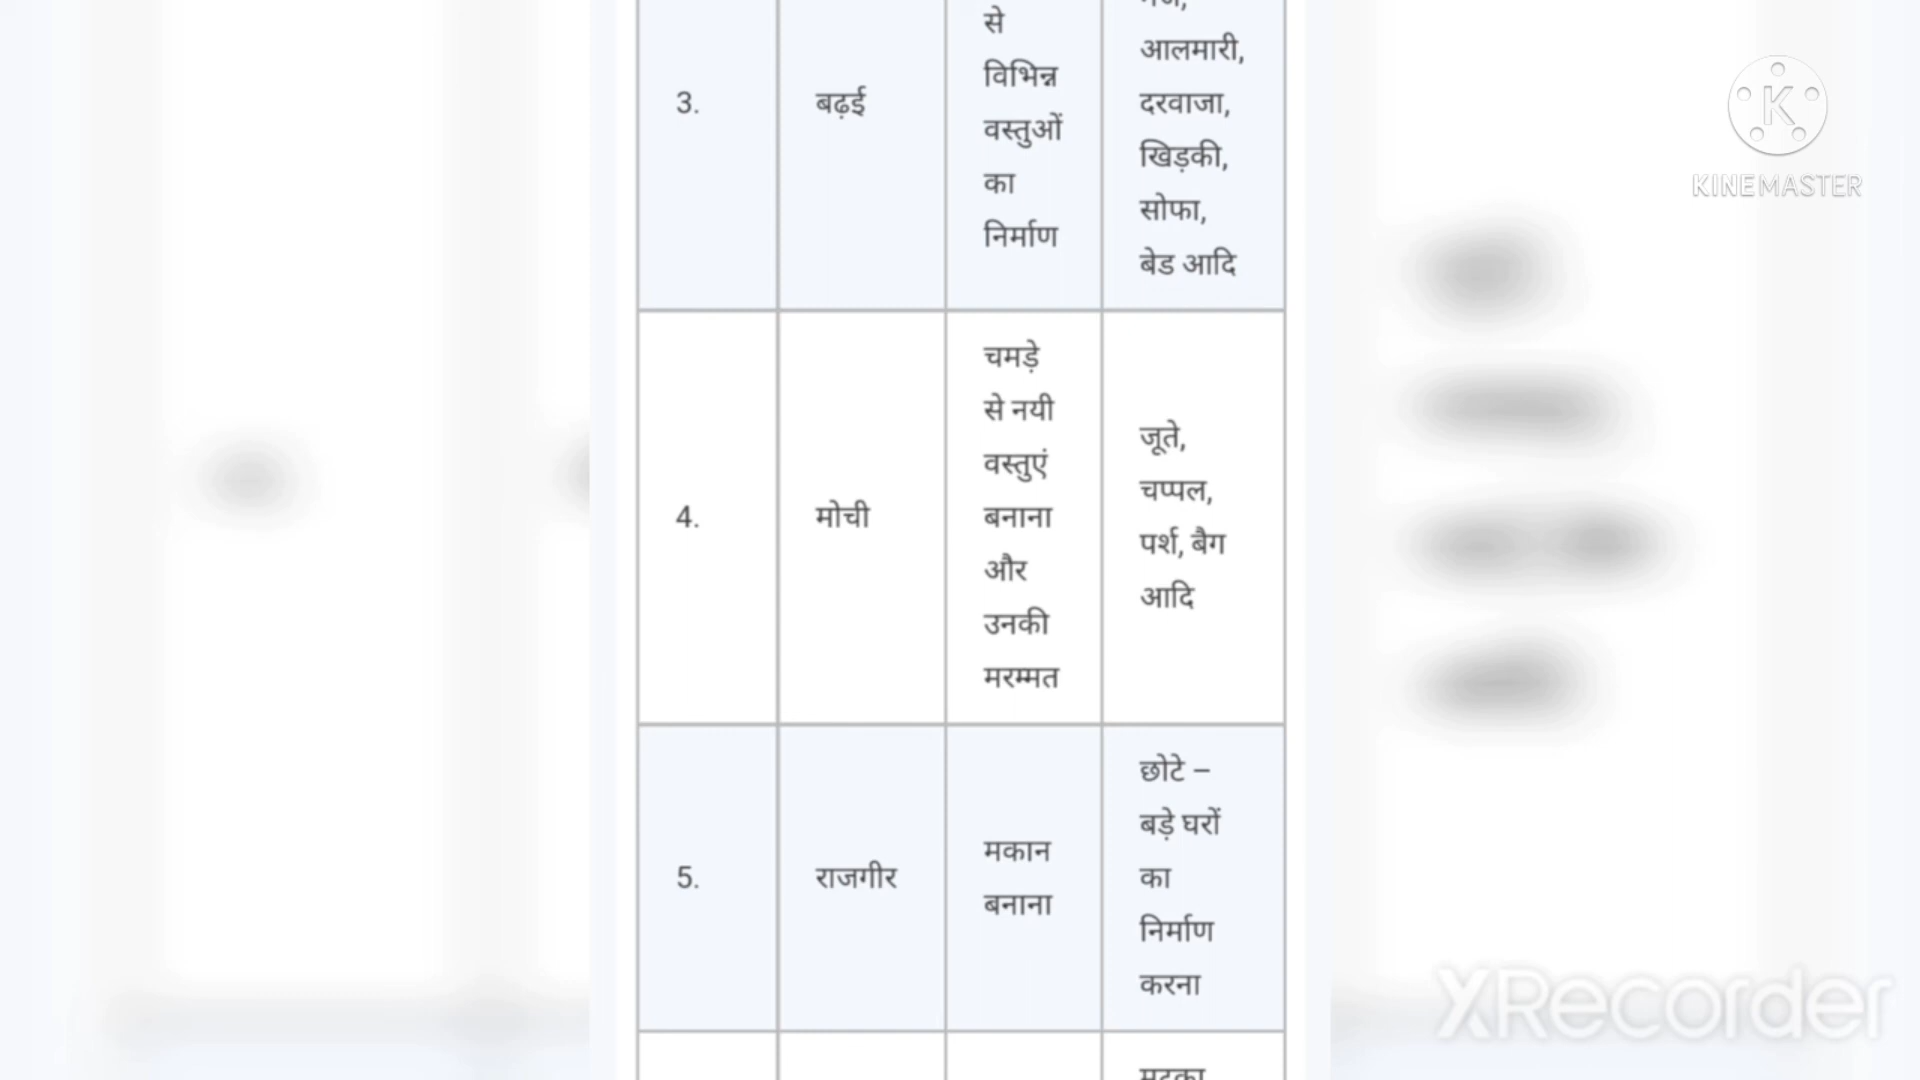 3.
बढ़ई
से
विभिन्न
वस्तुओं
का
निर्माण
आलमारी,
दरवाजा,
खिड़की,
सोफा,
बेड आदि
4.
मोची
चमड़े
से नयी
वस्तुएं
बनाना
और
उनकी
मरम्मत
जूते,
चप्पल,
पर्श, बैग
आदि
5.
राजगीर
मकान
बनाना
छोटे –
बड़े घरों
का
निर्माण
करना
KINEMASTER
XRecorder